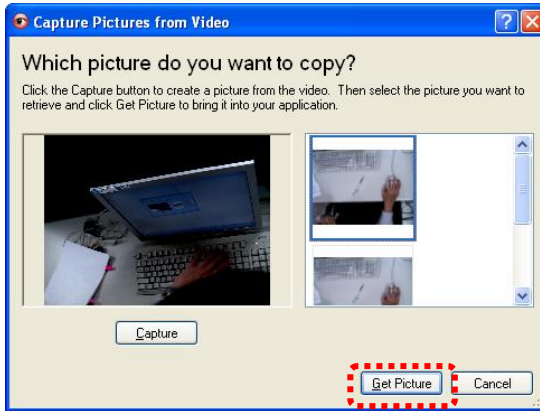 Capture Pictures from Video
Which picture do you want to copy?
Click the Capture button to create a picture from the video.  Then select the picture you want to
retrieve and click Get Picture to bring it into your application.
Capture
Get Picture
Cancel